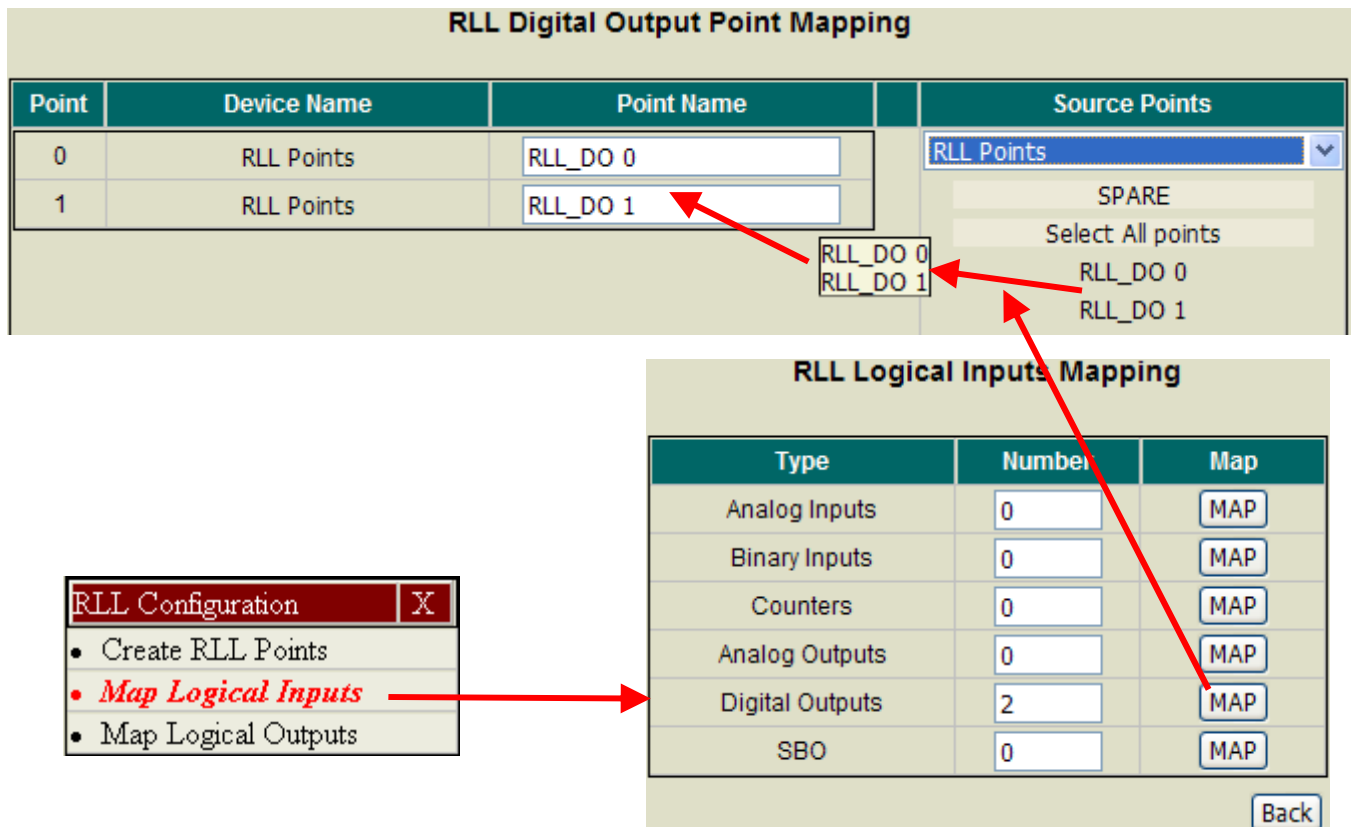 RLL Digital Output Point Mapping
Point Device Name Point Name Source Points
0 RLL Points RLL_DO 0 RLL Points
1 RLL Points RLL_DO 1 SPARE
Select All points
RLL_DO 0
RLL_DO 1
RLL_DO 0
RLL_DO 1
RLL Logical Inputs Mapping
Type Number Map
Analog Inputs 0 MAP
Binary Inputs 0 MAP
Counters 0 MAP
Analog Outputs 0 MAP
Digital Outputs 2 MAP
SBO 0 MAP
Back
RLL Configuration X
• Create RLL Points
• Map Logical Inputs
• Map Logical Outputs